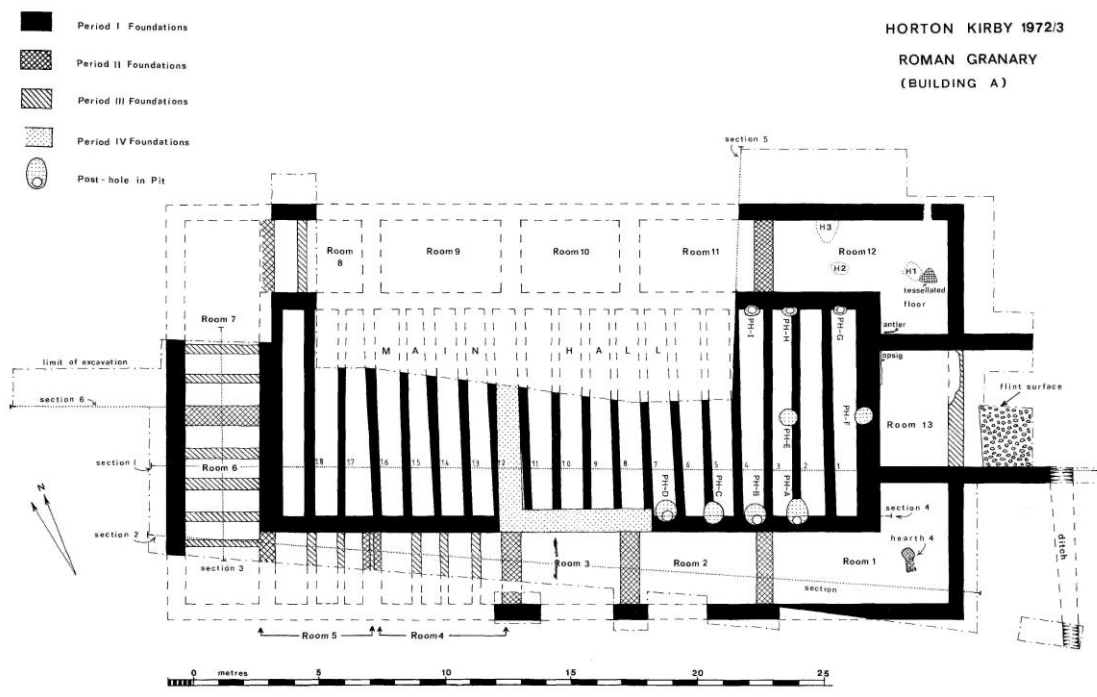 Period I Foundations
Period II Foundations
Period III Foundations
Period IV Foundations
Post-hole in Pit
HORTON KIRBY 1972/3
ROMAN GRANARY
(BUILDING A)
section 5
Room 8
Room 9
Room 10
Room 11
Room 12
H3
H2
H1
tessellated
floor
Room 7
MAIN HALL
PH-I
PH-H
PH-G
antler
opsig
limit of excavation
section 6
flint surface
PH-E
PH-F
Room 13
section 1
Room 6
18 17 16 15 14 13 12 11 10 9 8 7 6 5 4 3 2 1
PH-D
PH-C
PH-B
PH-A
section 4
N
section 2
section 3
hearth 4
Room 3
Room 2
Room 1
section
ditch
Room 5
Room 4
0 metres 5 10 15 20 25